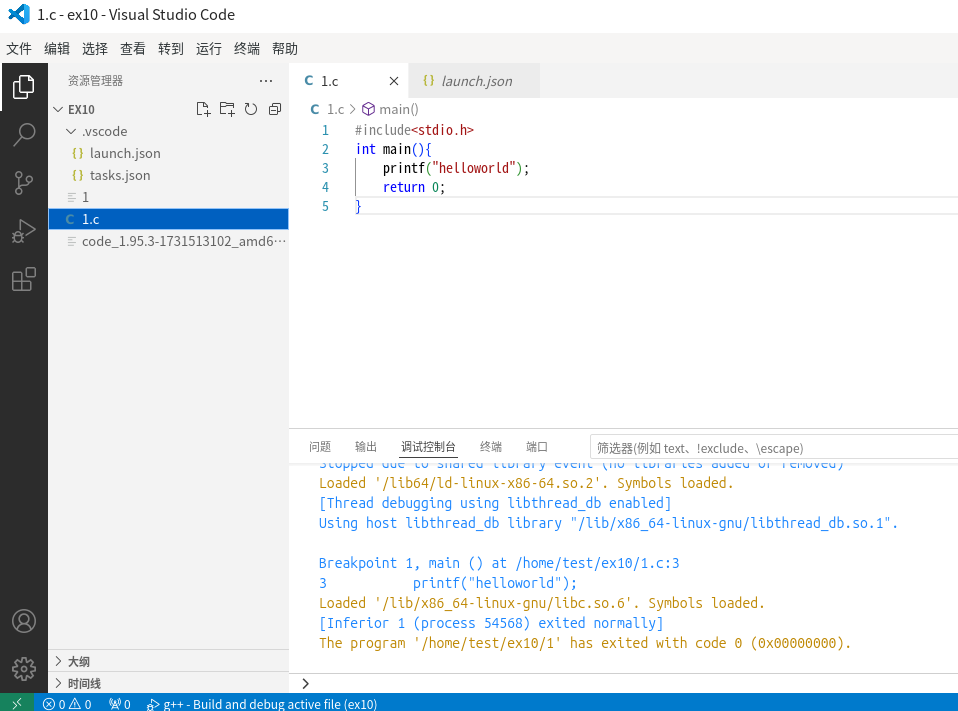 1.c - ex10 - Visual Studio Code
文件 编辑 选择 查看 转到 运行 终端 帮助
资源管理器 ···
EX10
.vscode
{} launch.json
{} tasks.json
1
C 1.c
code_1.95.3-1731513102_amd6···
大纲
时间线
C 1.c {} launch.json
C 1.c > main()
1 #include<stdio.h>
2 int main(){
3 printf("helloworld");
4 return 0;
5 }
问题 输出 调试控制台 终端 端口 筛选器(例如 text、!exclude、\escape)
Stopped due to shared library event (no libraries added or removed)
Loaded '/lib64/ld-linux-x86-64.so.2'. Symbols loaded.
[Thread debugging using libthread_db enabled]
Using host libthread_db library "/lib/x86_64-linux-gnu/libthread_db.so.1".
Breakpoint 1, main () at /home/test/ex10/1.c:3
3 printf("helloworld");
Loaded '/lib/x86_64-linux-gnu/libc.so.6'. Symbols loaded.
[Inferior 1 (process 54568) exited normally]
The program '/home/test/ex10/1' has exited with code 0 (0x00000000).
>
0 0 0 g++ - Build and debug active file (ex10)